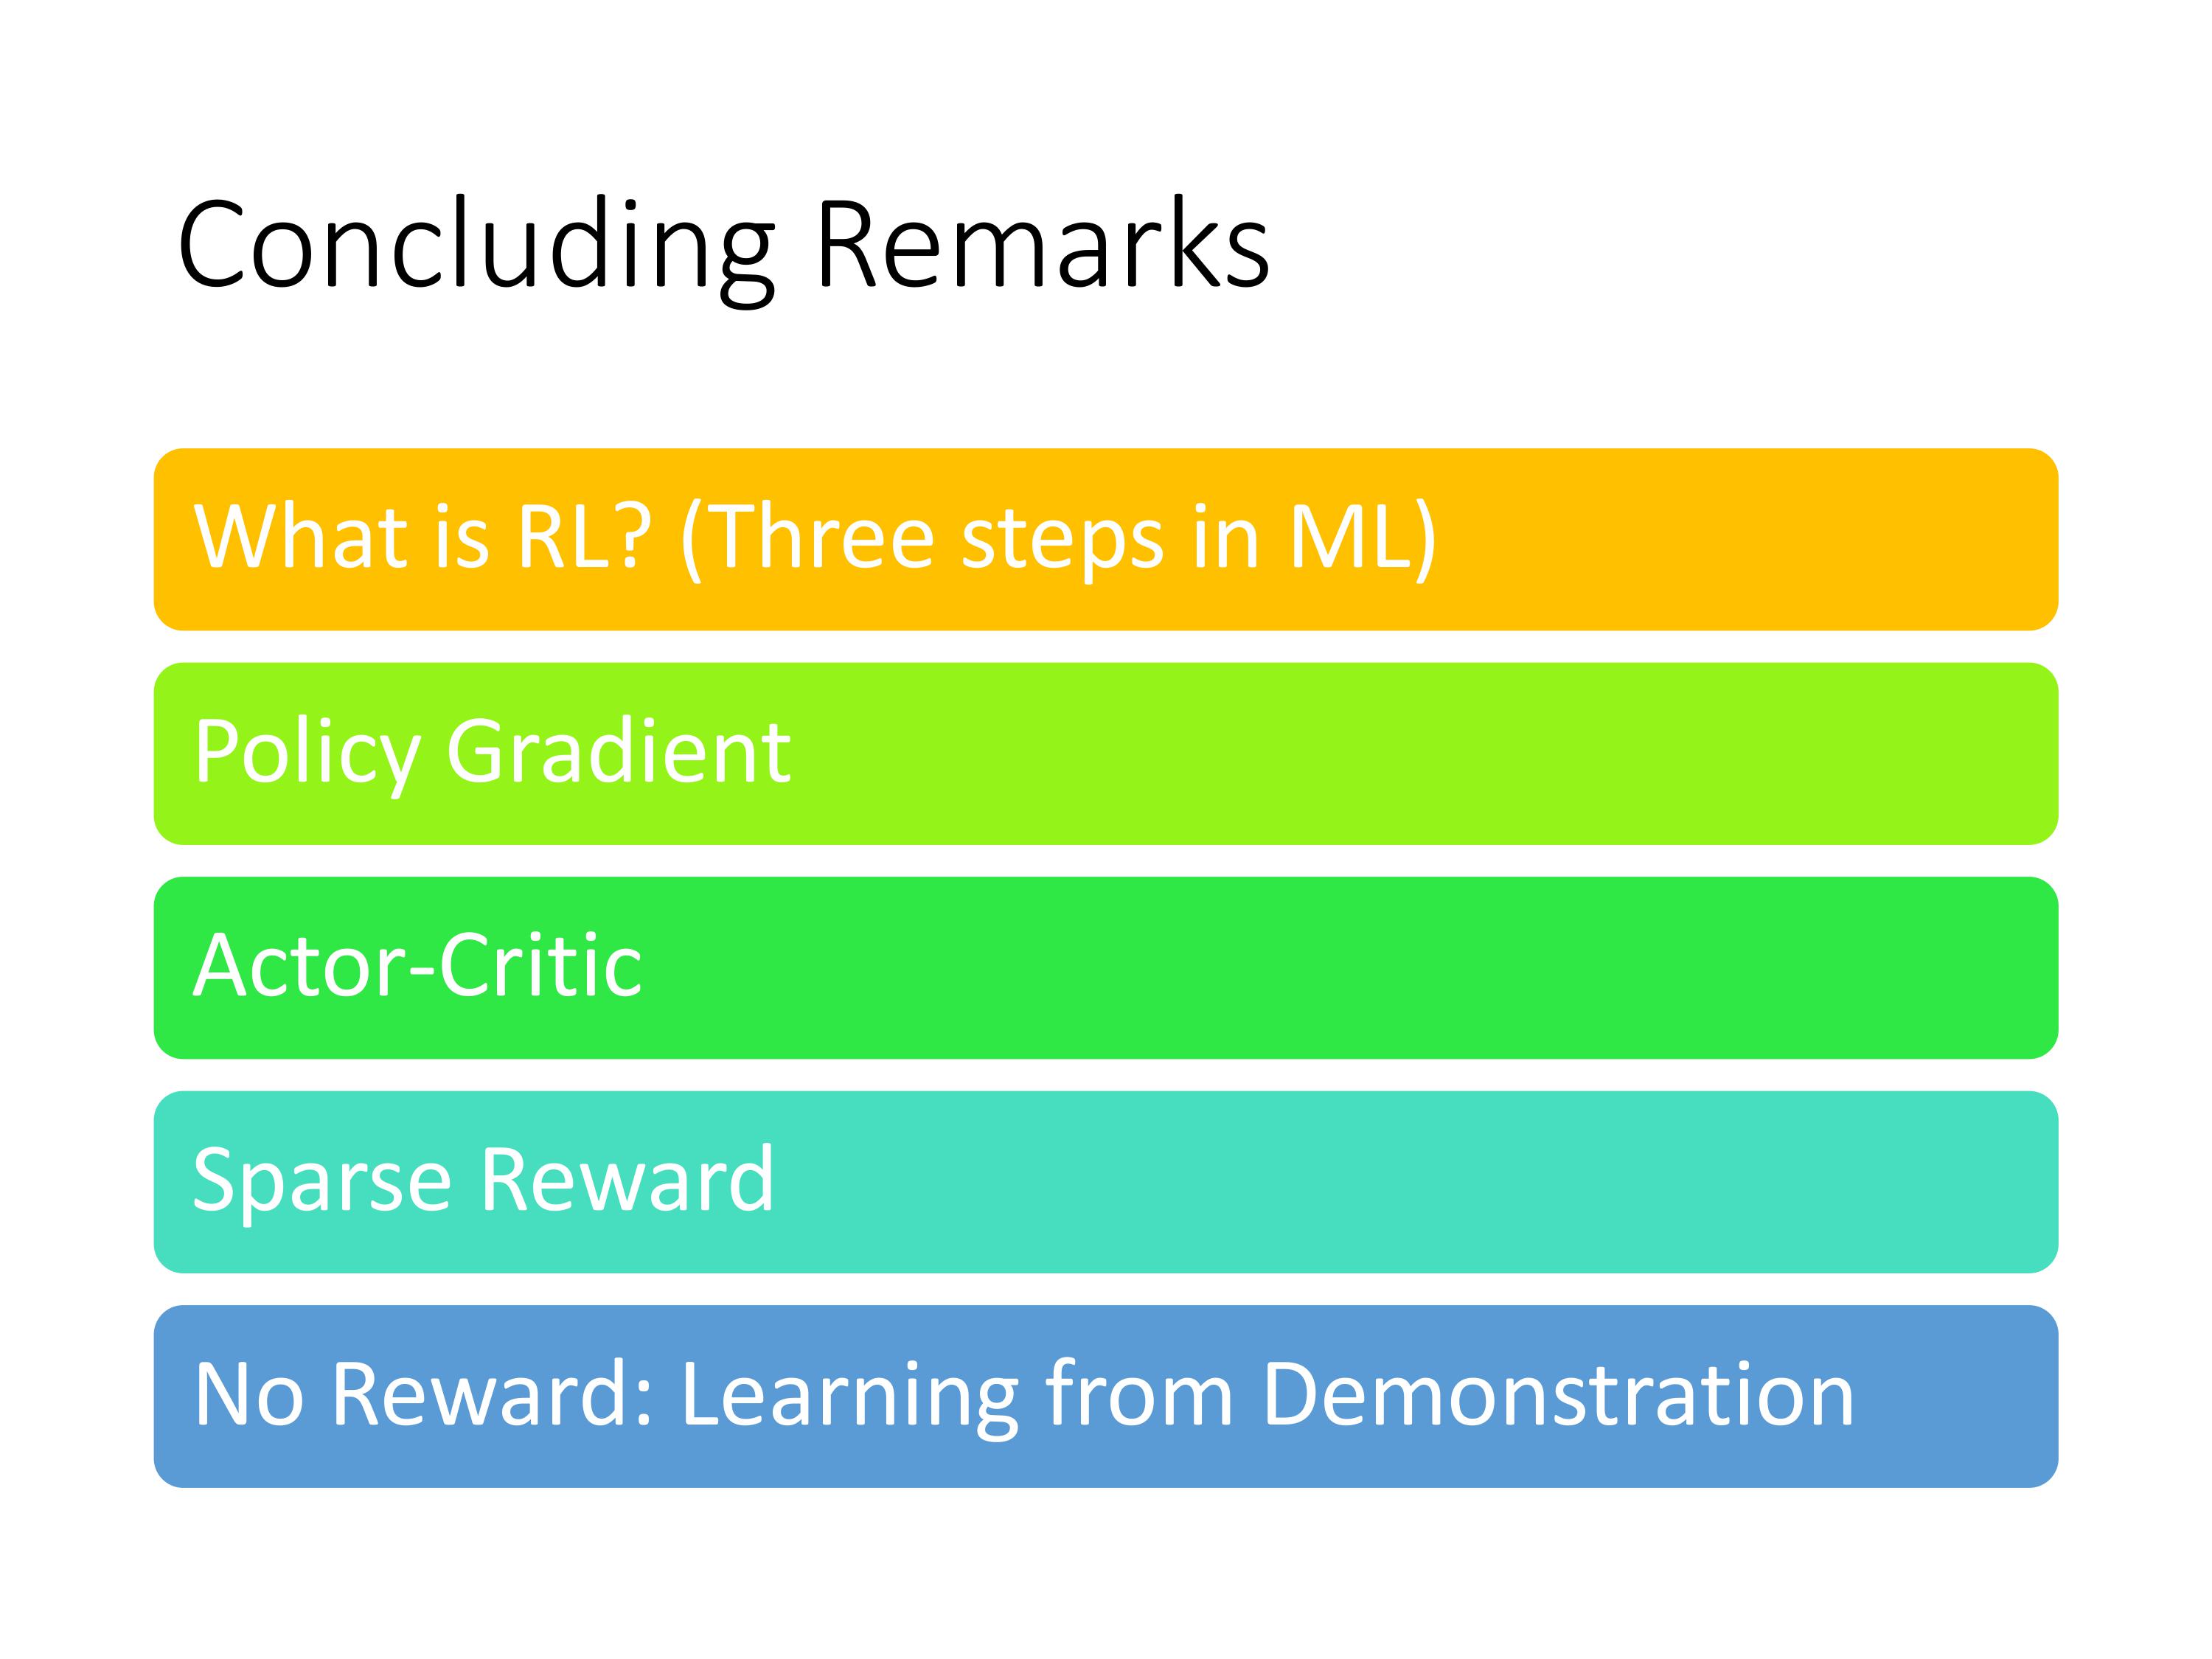 Concluding Remarks
What is RL? (Three steps in ML)
Policy Gradient
Actor-Critic
Sparse Reward
No Reward: Learning from Demonstration